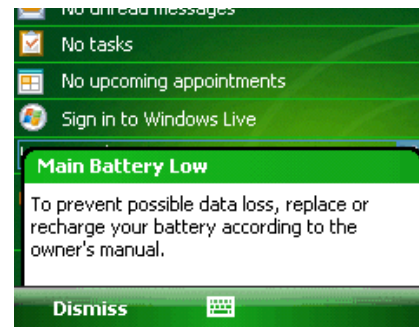 No unread messages
No tasks
No upcoming appointments
Sign in to Windows Live
Main Battery Low
To prevent possible data loss, replace or
recharge your battery according to the
owner's manual.
Dismiss